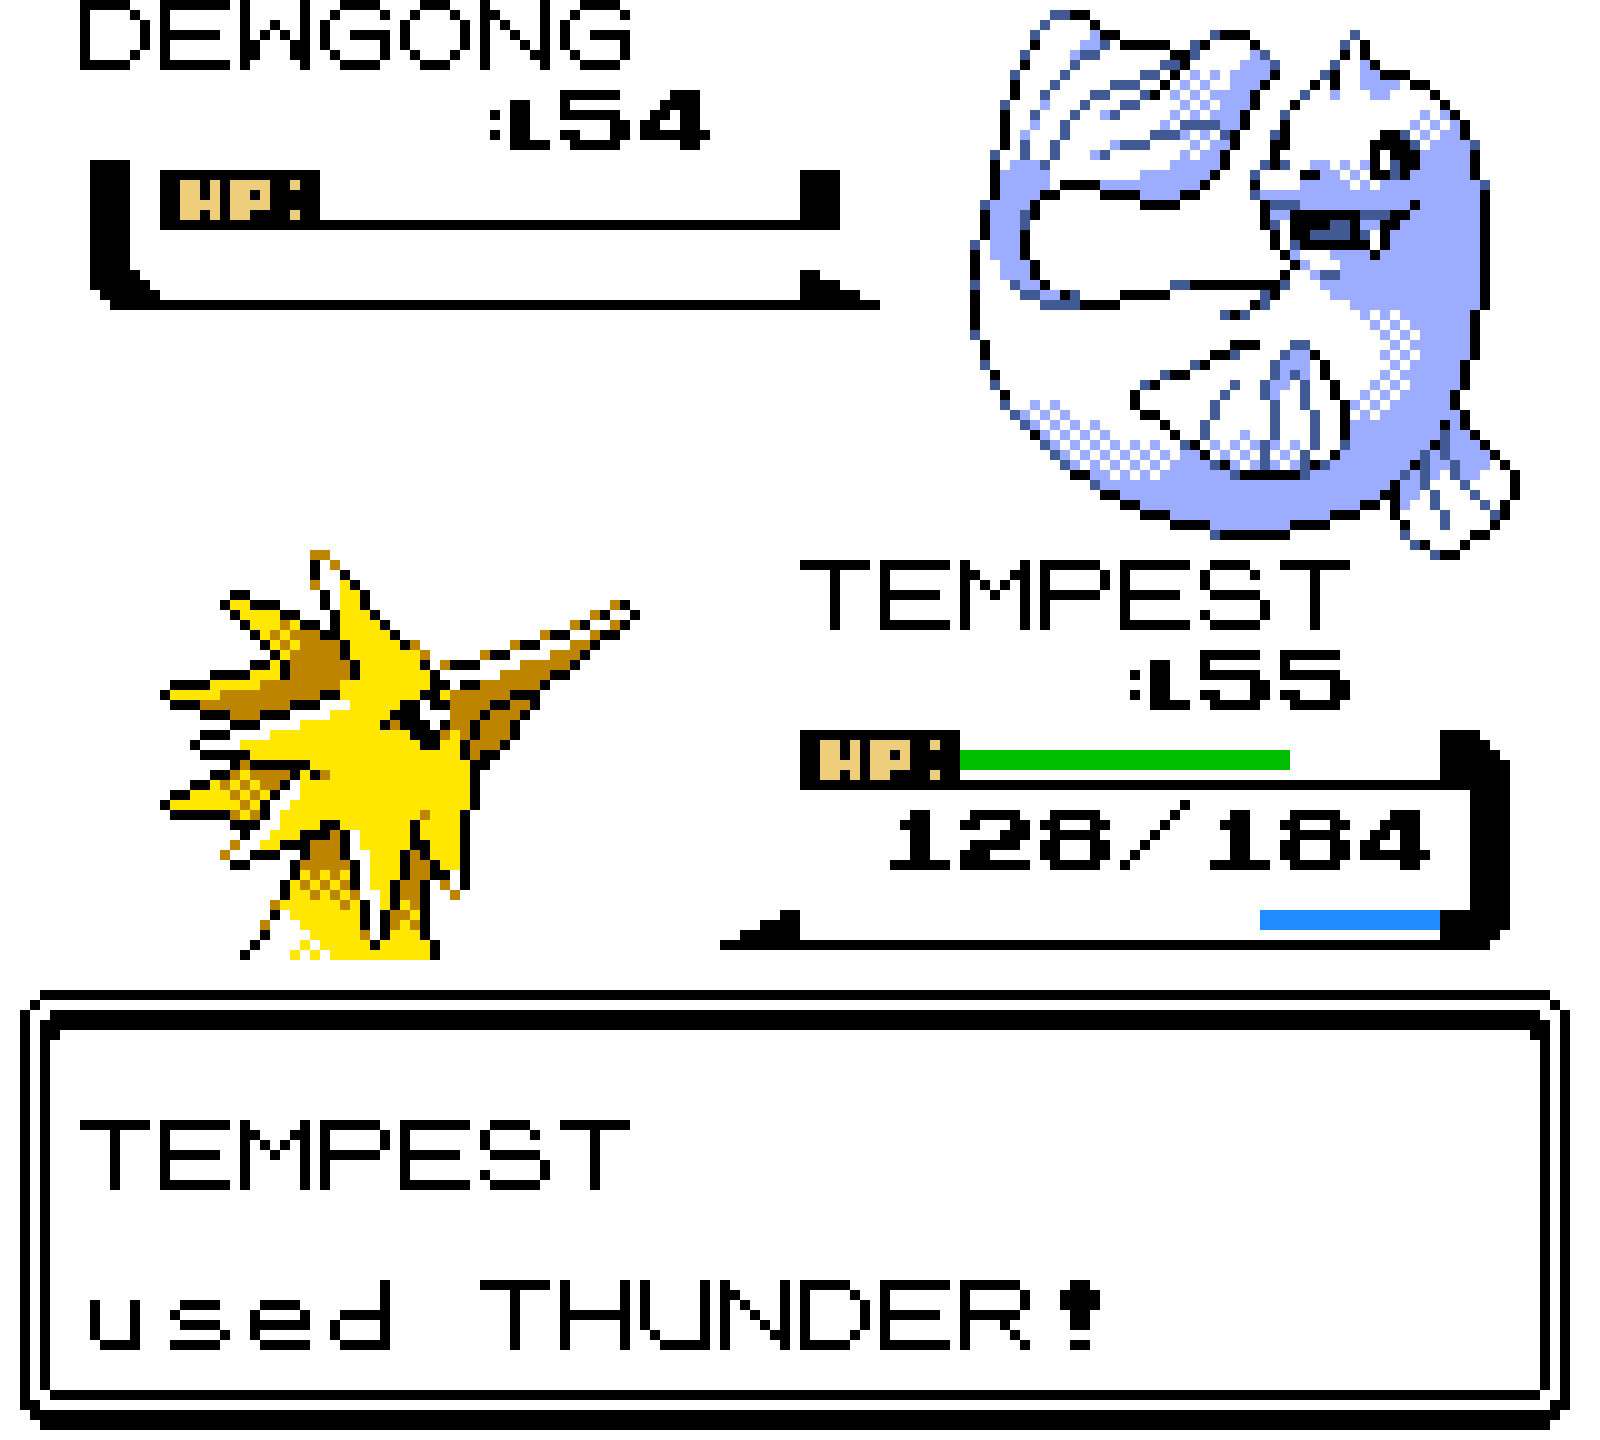 DEWGONG
:L54
HP:
TEMPEST
:L55
HP:
128/184
TEMPEST
used THUNDER!